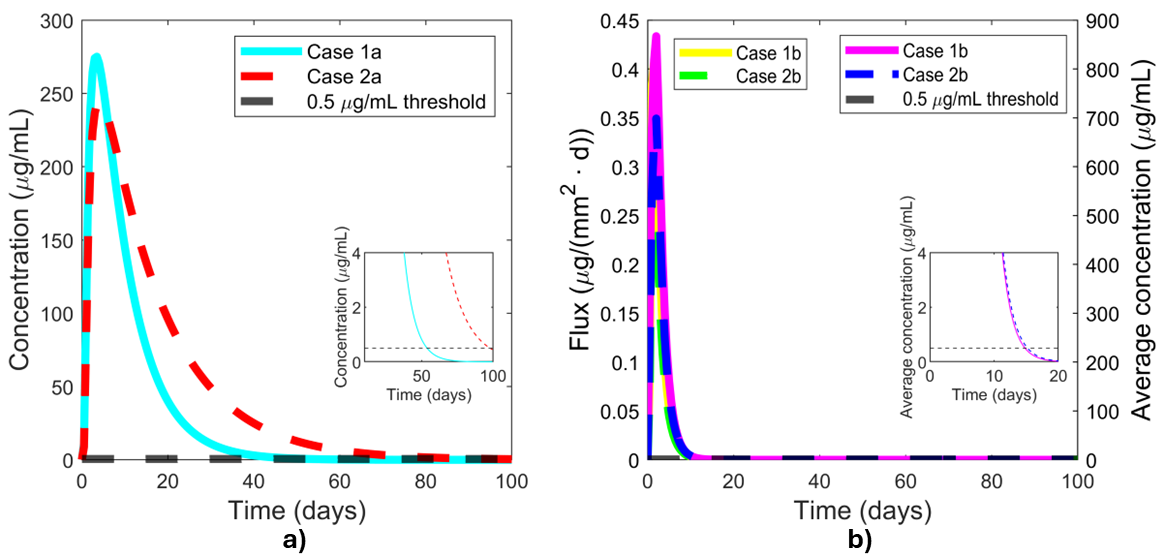 300
250
200
150
100
50
0
0
20
40
60
80
100
Concentration (μg/mL)
Time (days)
Case 1a
Case 2a
0.5 μg/mL threshold
4
2
0
50
100
Concentration (μg/mL)
Time (days)
a)
0.45
0.4
0.35
0.3
0.25
0.2
0.15
0.1
0.05
0
0
20
40
60
80
100
Flux (μg/(mm² · d))
Time (days)
Case 1b
Case 2b
Case 1b
Case 2b
0.5 μg/mL threshold
900
800
700
600
500
400
300
200
100
0
Average concentration (μg/mL)
4
2
0
0
10
20
Average concentration (μg/mL)
Time (days)
b)